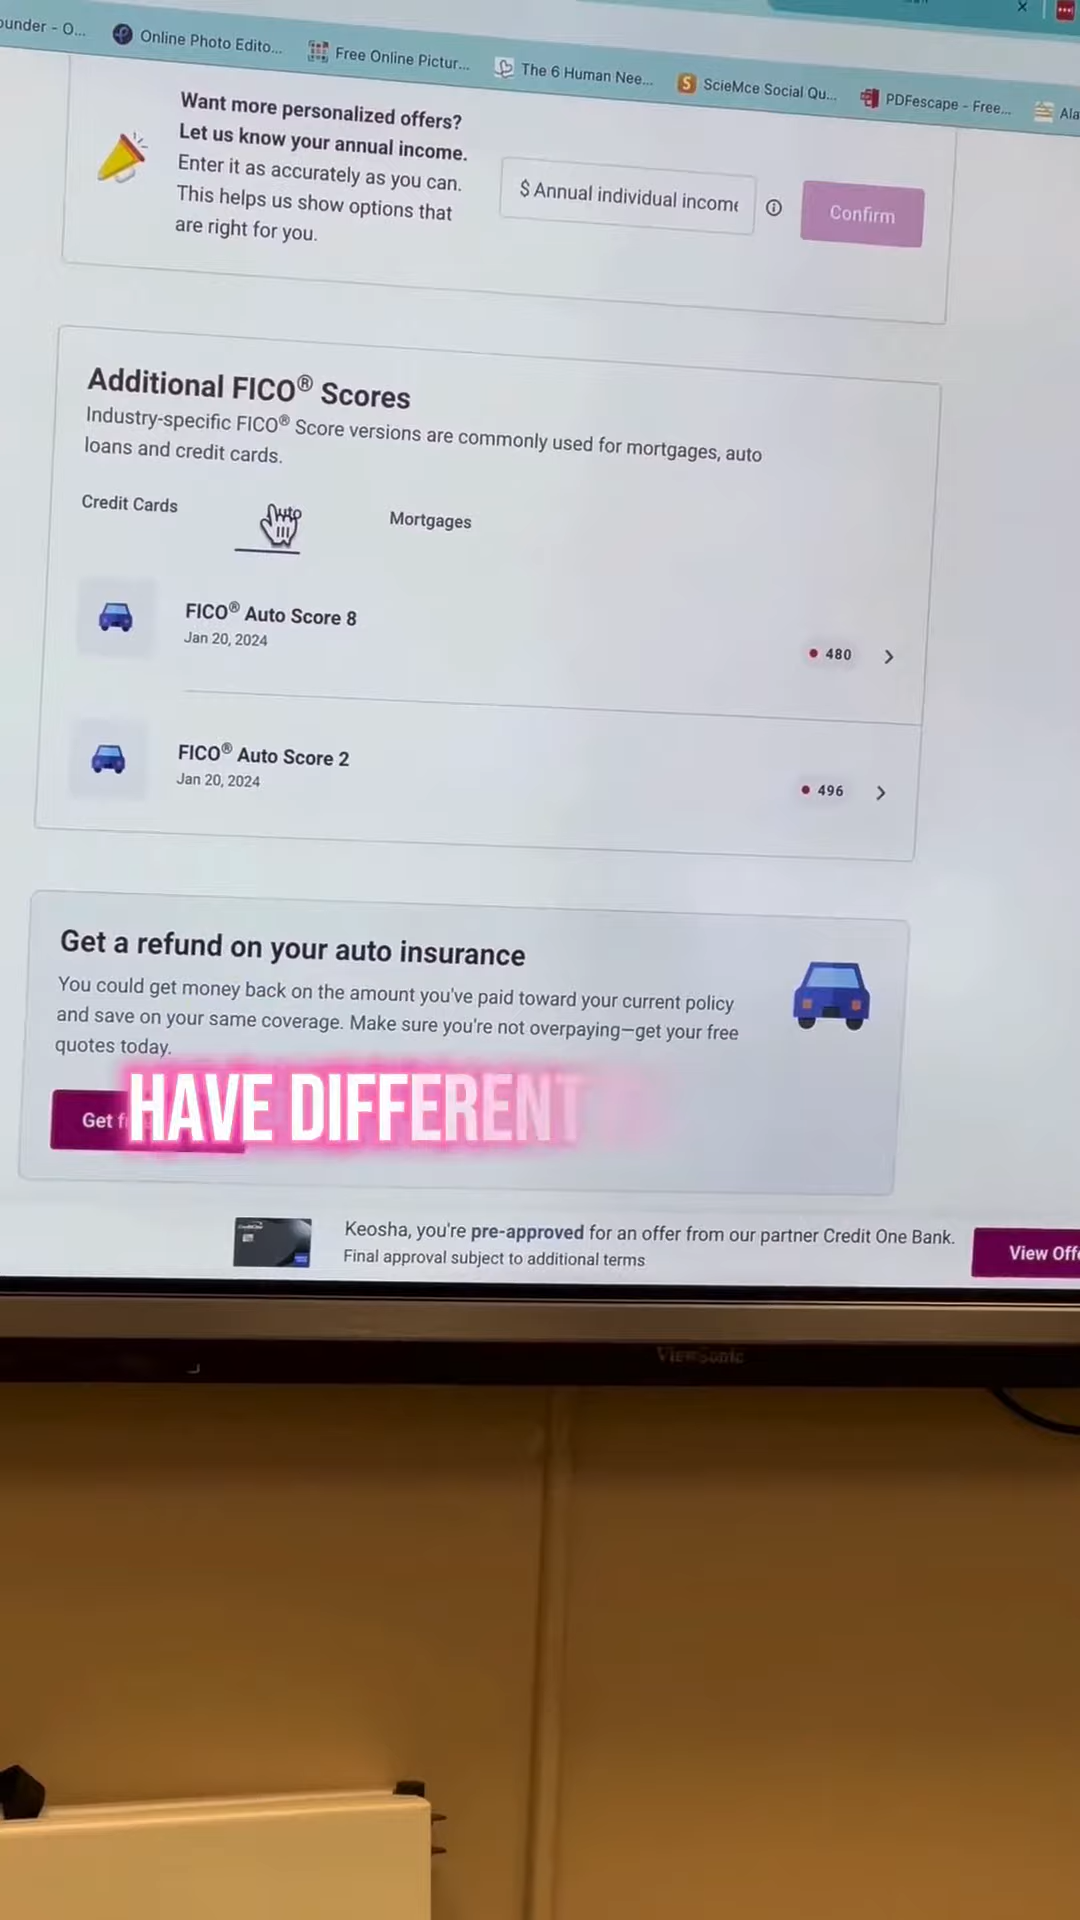 ounder - O...
Online Photo Edito...
Free Online Pictur...
The 6 Human Nee...
ScieMce Social Qu...
PDFescape - Free...
Ala
Want more personalized offers?
Let us know your annual income.
Enter it as accurately as you can.
This helps us show options that
are right for you.
$ Annual individual income
Confirm
Additional FICO® Scores
Industry-specific FICO® Score versions are commonly used for mortgages, auto
loans and credit cards.
Credit Cards
Auto
Mortgages
FICO® Auto Score 8
Jan 20, 2024
480
FICO® Auto Score 2
Jan 20, 2024
496
Get a refund on your auto insurance
You could get money back on the amount you've paid toward your current policy
and save on your same coverage. Make sure you're not overpaying—get your free
quotes today.
Get f
HAVE DIFFERENT
Keosha, you're pre-approved for an offer from our partner Credit One Bank.
Final approval subject to additional terms
View Off
ViewSonic